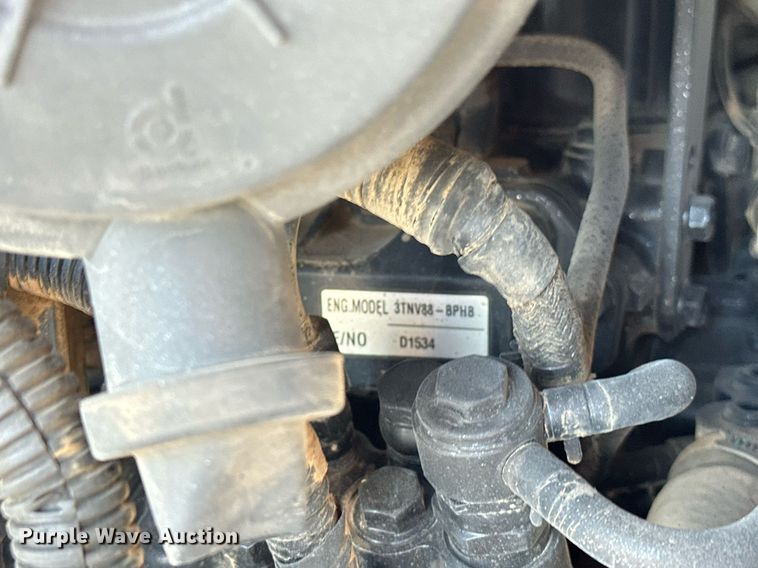 ENG.MODEL 3TNV88-BPHB
E/NO D1534
Purple Wave Auction